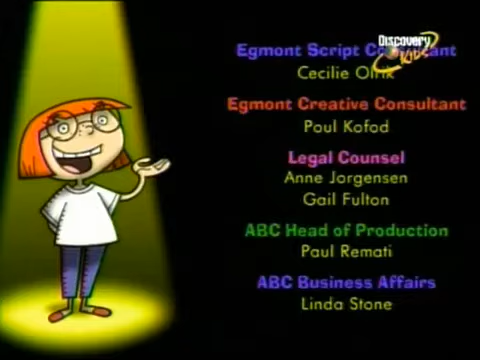 Discovery
KIDS
Egmont Script Consultant
Cecilie Olrik
Egmont Creative Consultant
Poul Kofod
Legal Counsel
Anne Jorgensen
Gail Fulton
ABC Head of Production
Paul Remati
ABC Business Affairs
Linda Stone